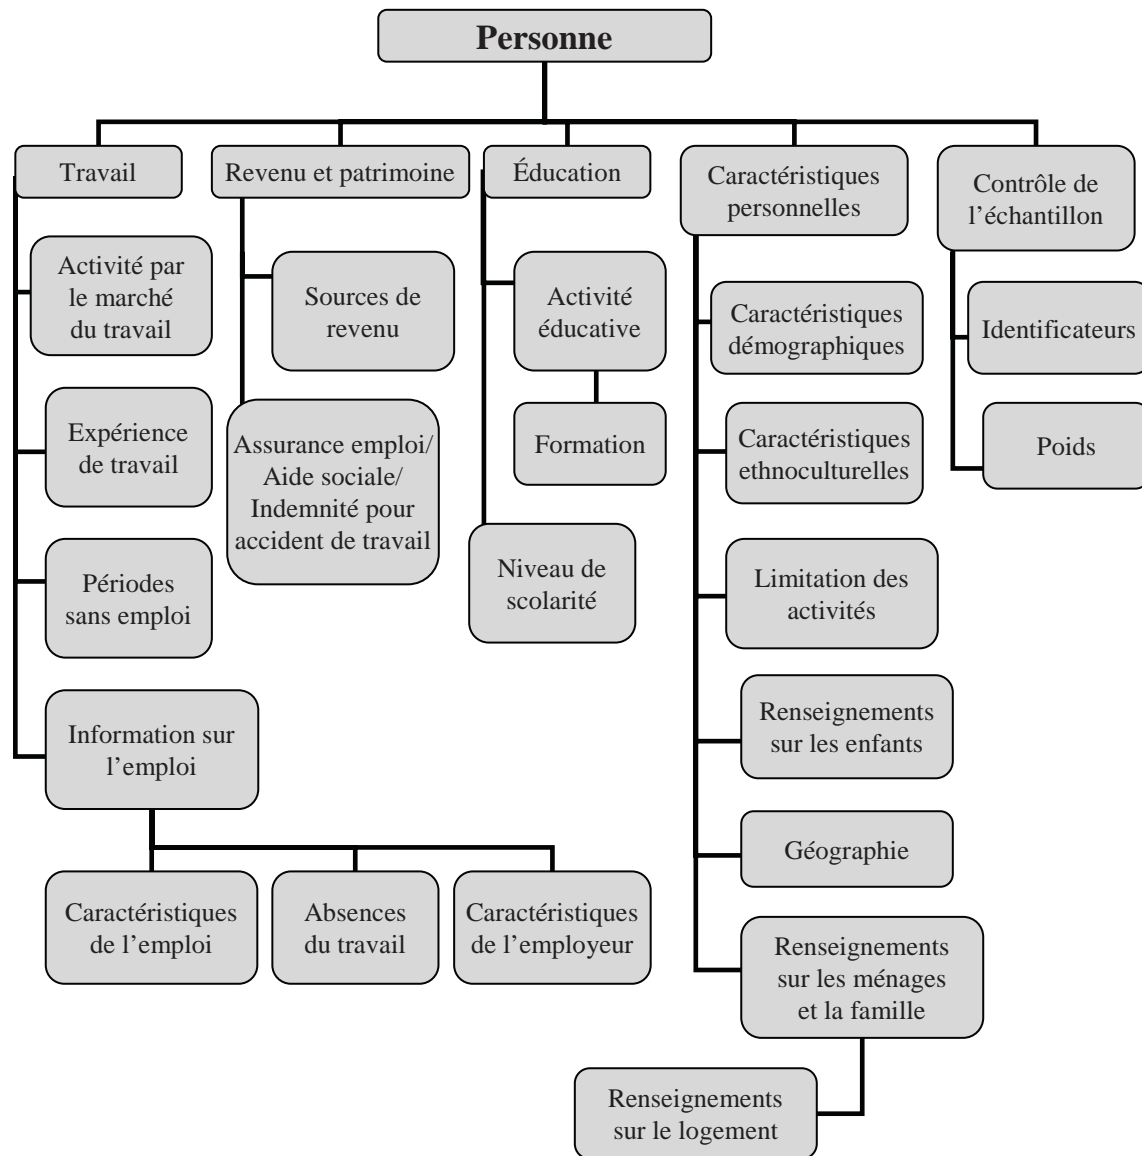 Personne
Travail
Revenu et patrimoine
Éducation
Caractéristiques
personnelles
Contrôle de
l’échantillon
Activité par
le marché
du travail
Expérience
de travail
Périodes
sans emploi
Information sur
l’emploi
Caractéristiques
de l’emploi
Absences
du travail
Caractéristiques
de l’employeur
Sources de
revenu
Assurance emploi/
Aide sociale/
Indemnité pour
accident de travail
Activité
éducative
Formation
Niveau de
scolarité
Caractéristiques
démographiques
Caractéristiques
ethnoculturelles
Limitation des
activités
Renseignements
sur les enfants
Géographie
Renseignements
sur les ménages
et la famille
Renseignements
sur le logement
Identificateurs
Poids